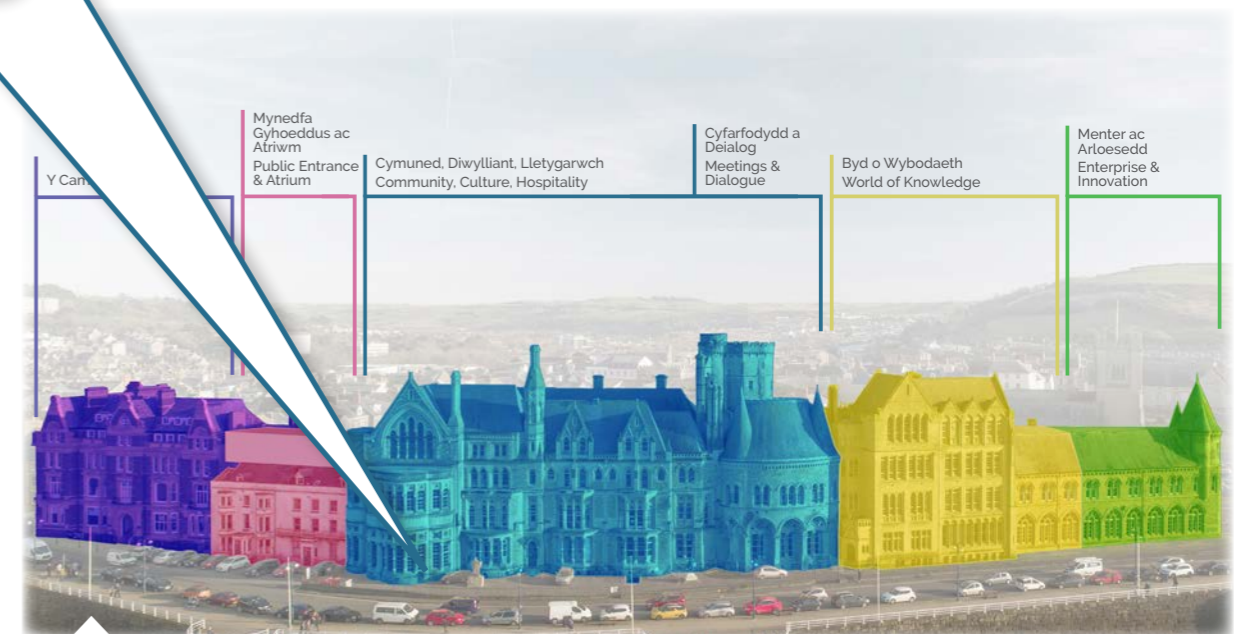 Y
Mynedfa
Gyhoeddus ac
Atriwm
Public Entrance
& Atrium
Cymuned, Diwylliant, Lletygarwch
Community, Culture, Hospitality
Cyfarfodydd a
Deialog
Meetings &
Dialogue
Byd o Wybodaeth
World of Knowledge
Menter ac
Arloesedd
Enterprise &
Innovation